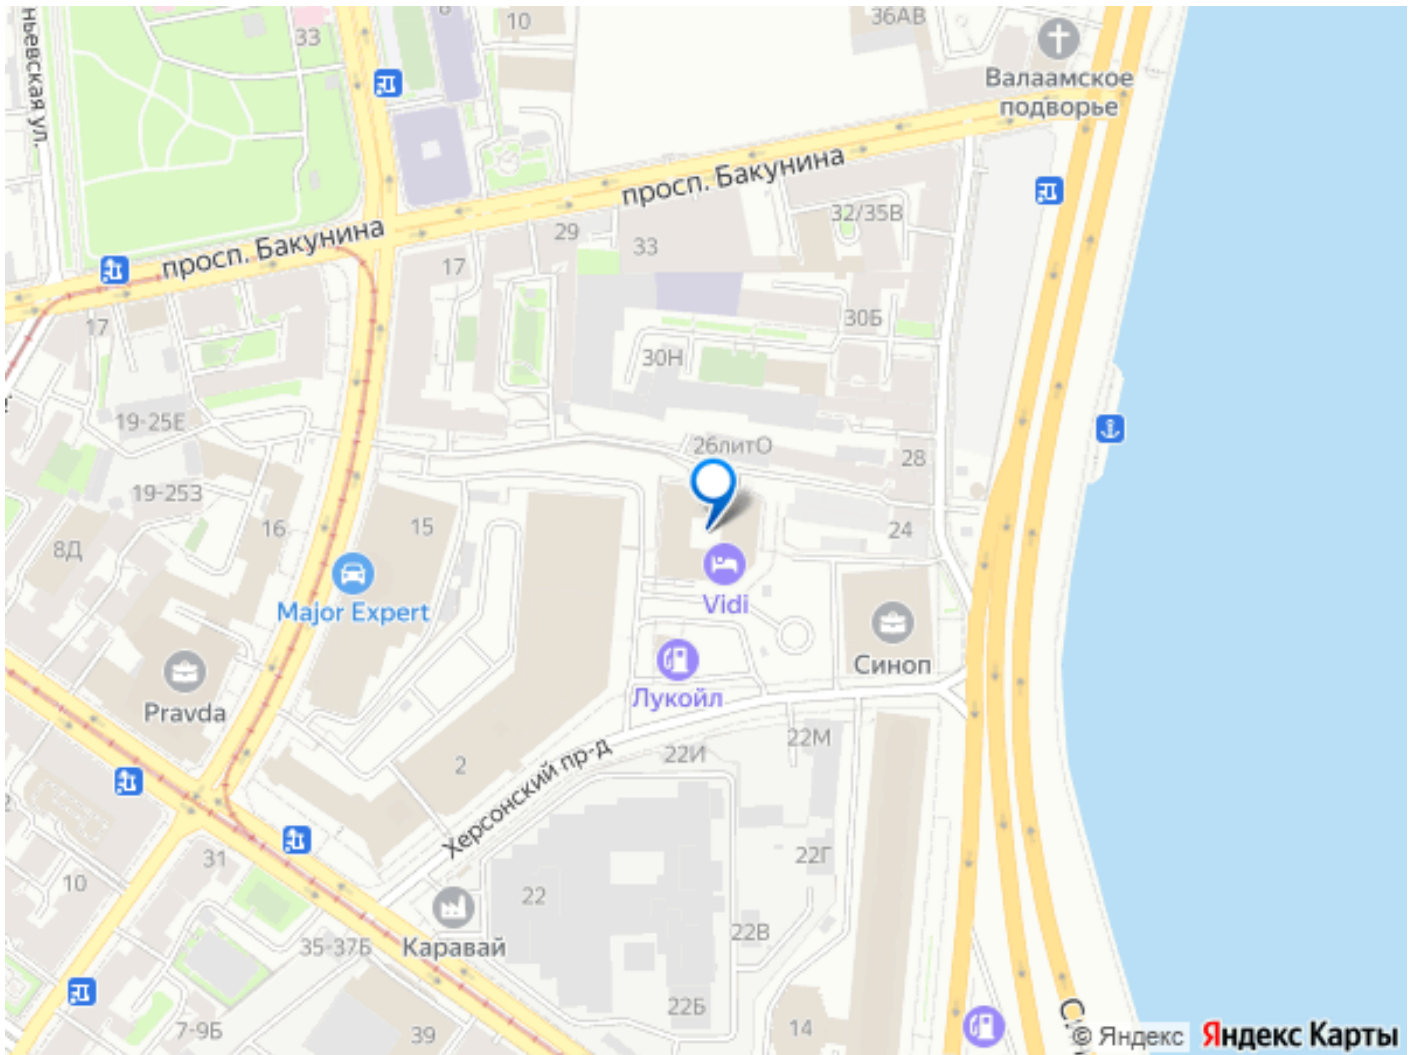 36АВ
10
33
Валаамское
подворье
ньевская ул.
просп. Бакунина
32/35В
просп. Бакунина
29
33
17
17
30Б
30Н
19-25Е
26литО
28
19-25З
16
15
24
8Д
Major Expert
Vidi
Синоп
Лукойл
Pravda
22М
22И
Херсонский пр-д
2
31
22Г
10
22
Каравай
35-37Б
22В
22Б
7-9Б
39
14
© Яндекс
Яндекс Карты